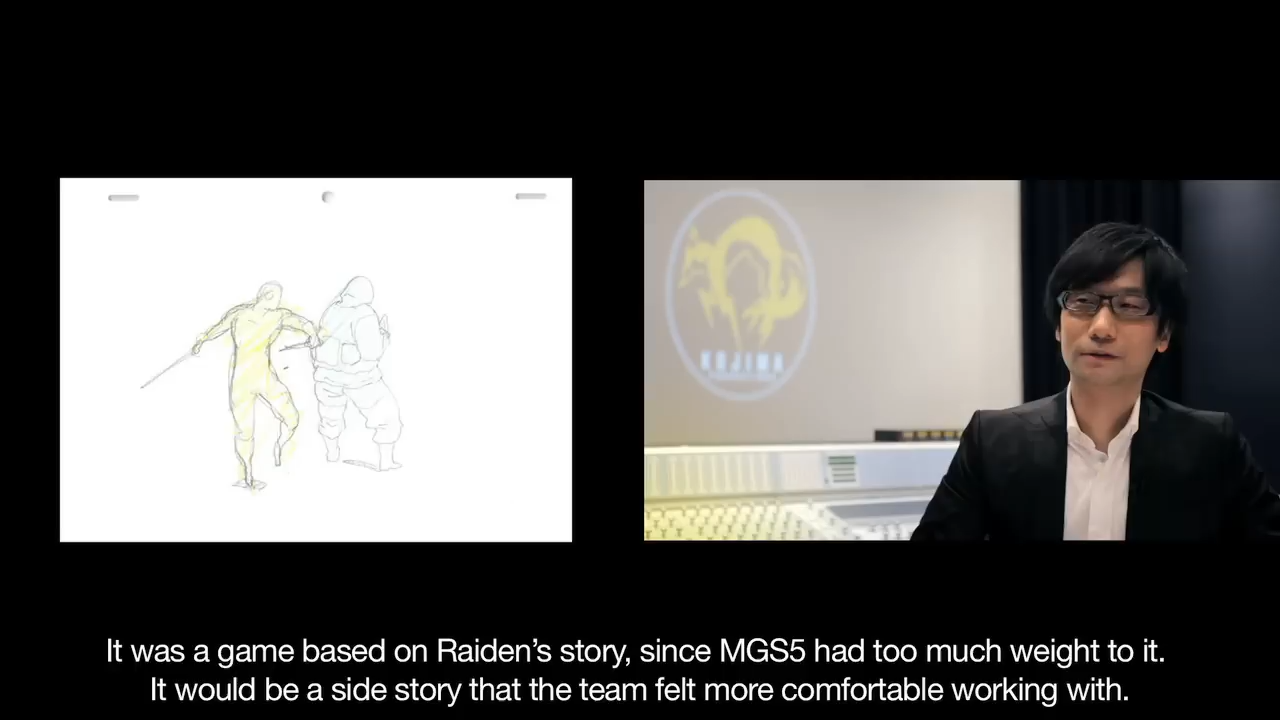 KOJIMA
It was a game based on Raiden's story, since MGS5 had too much weight to it.
It would be a side story that the team felt more comfortable working with.